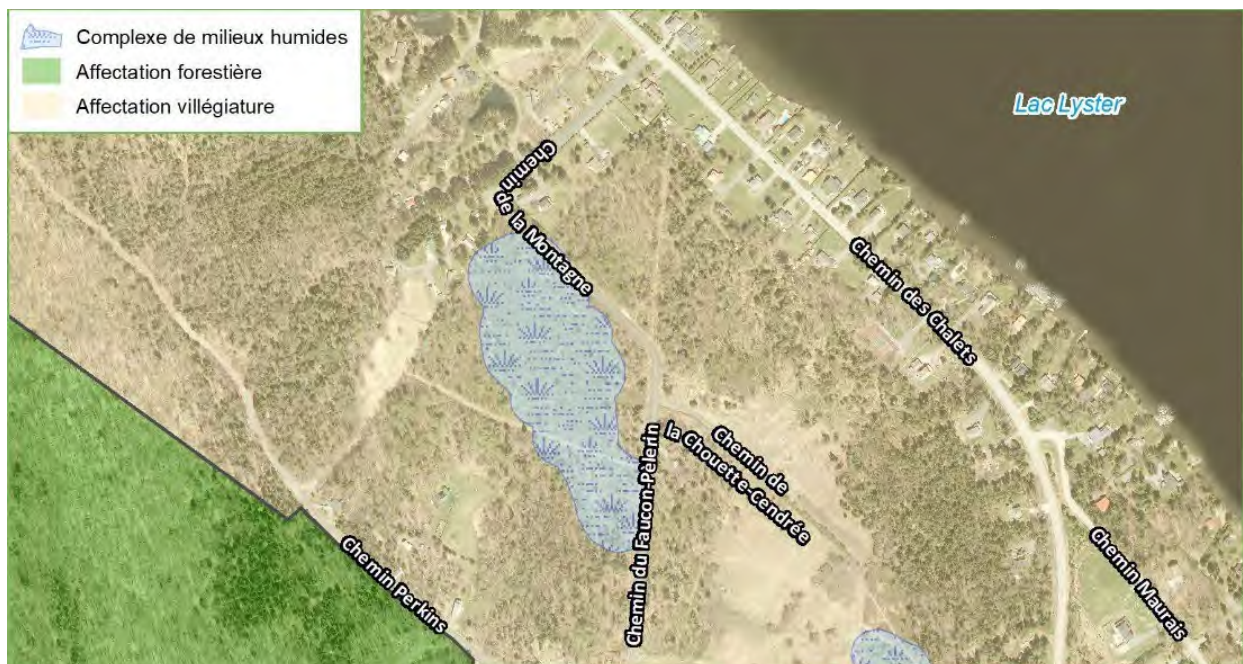 Complexe de milieux humides
Affectation forestière
Affectation villégiature
Lac Lyster
Chemin de la Montagne
Chemin des Chalets
Chemin de
la Chouette-Cendrée
Chemin du Faucon-Pèlerin
Chemin Perkins
Chemin Maurais